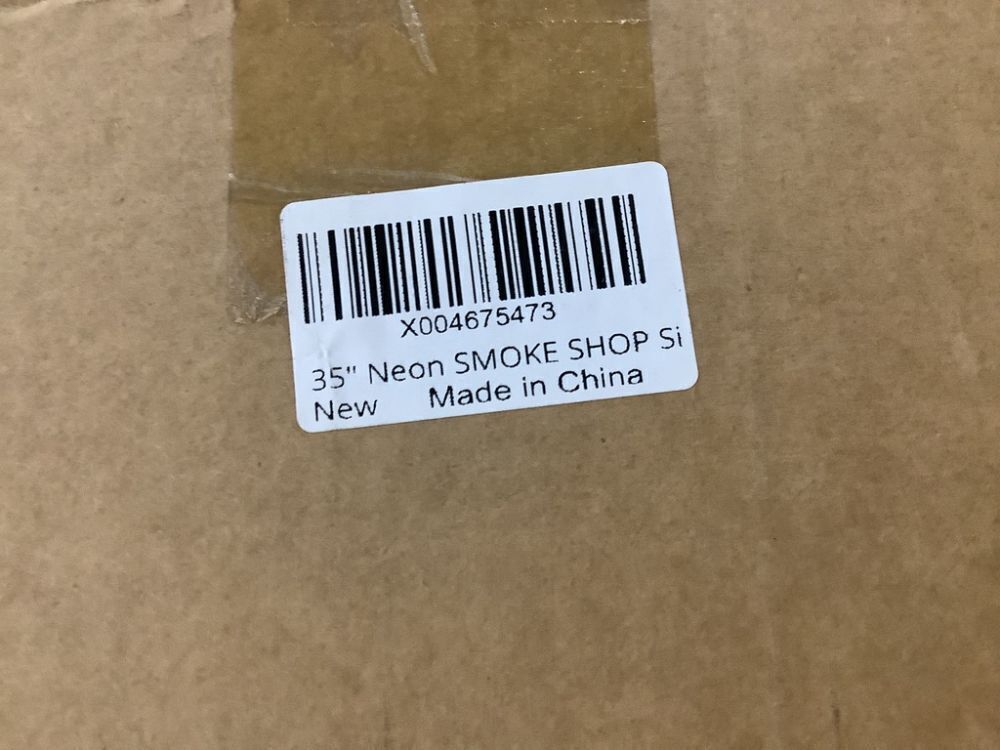 X004675473
35" Neon SMOKE SHOP Si
New Made in China